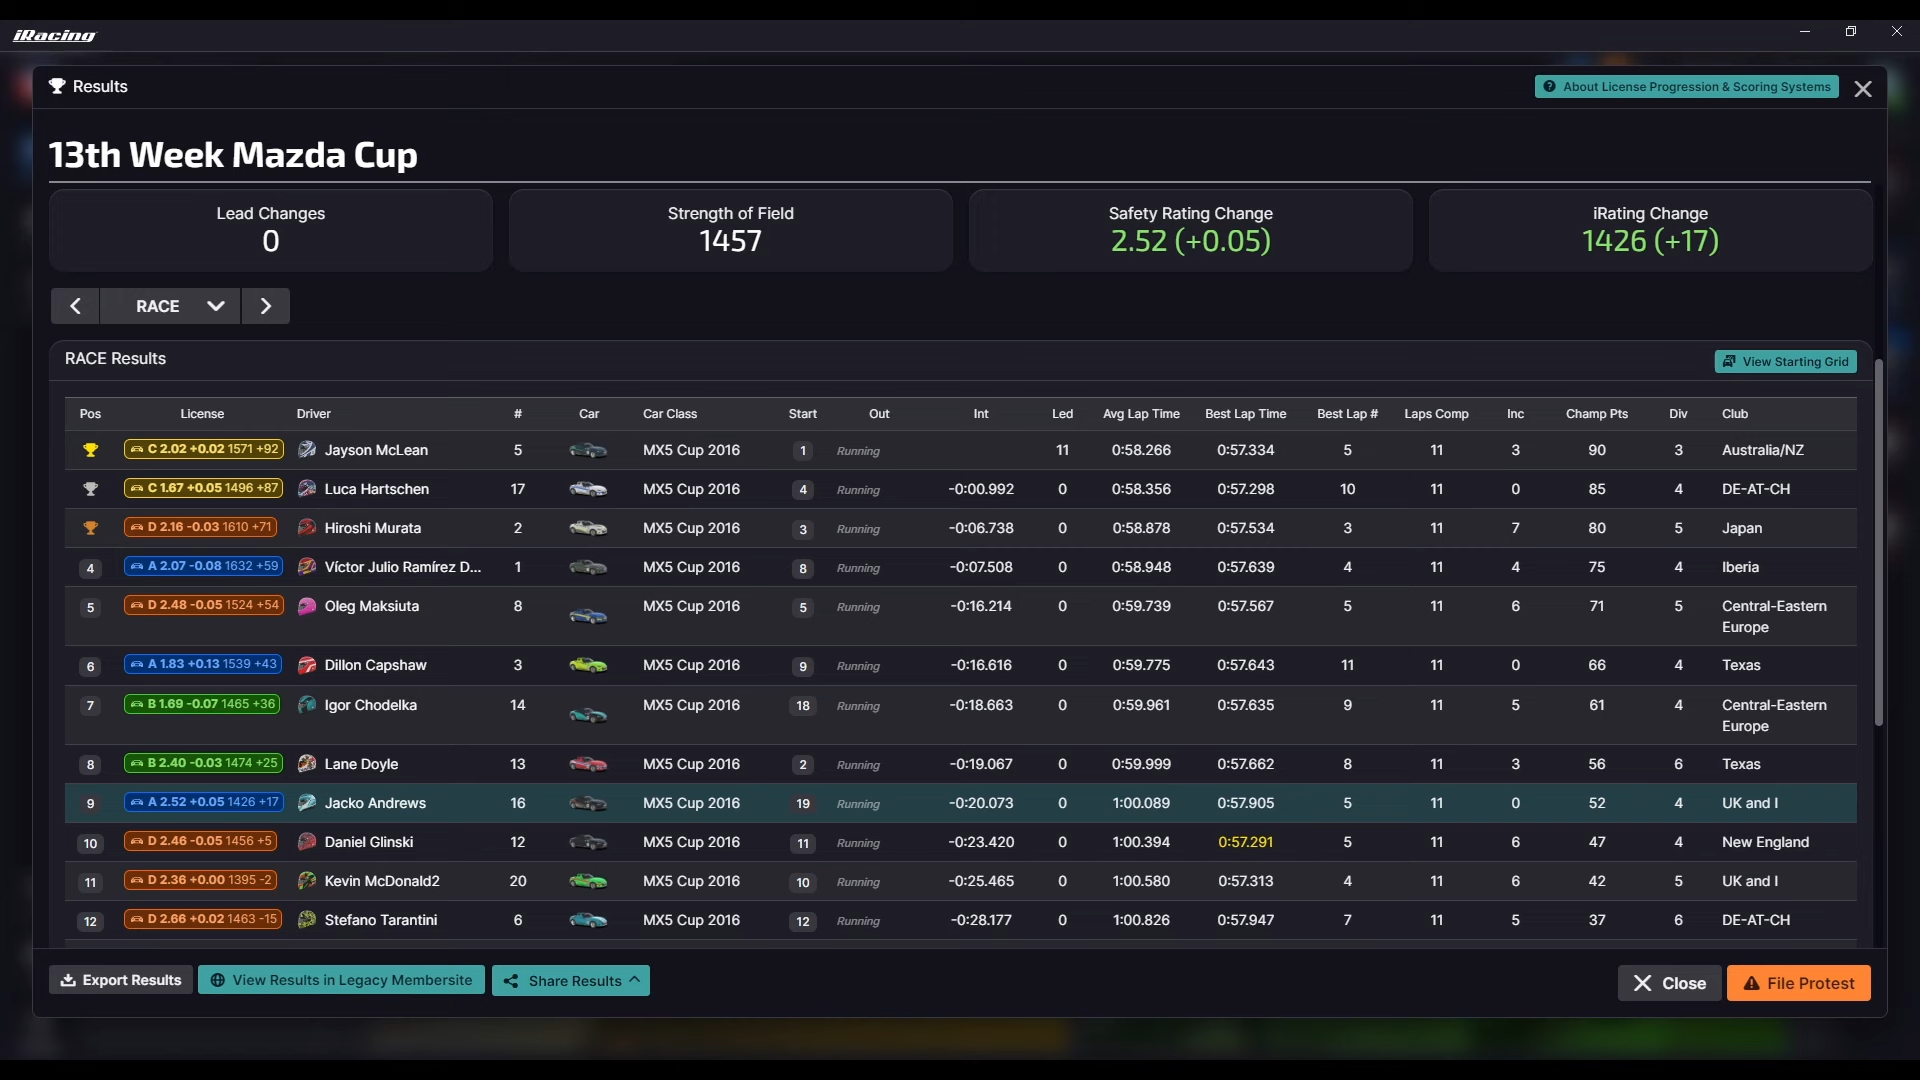 iRacing
Results
About License Progression & Scoring Systems
13th Week Mazda Cup
Lead Changes
0
Strength of Field
1457
Safety Rating Change
2.52 (+0.05)
iRating Change
1426 (+17)
RACE
RACE Results
View Starting Grid
Pos License Driver # Car Car Class Start Out Int Led Avg Lap Time Best Lap Time Best Lap # Laps Comp Inc Champ Pts Div Club
C 2.02 +0.02 1571 +92 Jayson McLean 5 MX5 Cup 2016 1 Running 11 0:58.266 0:57.334 5 11 3 90 3 Australia/NZ
C 1.67 +0.05 1496 +87 Luca Hartschen 17 MX5 Cup 2016 4 Running -0:00.992 0 0:58.356 0:57.298 10 11 0 85 4 DE-AT-CH
D 2.16 -0.03 1610 +71 Hiroshi Murata 2 MX5 Cup 2016 3 Running -0:06.738 0 0:58.878 0:57.534 3 11 7 80 5 Japan
4 A 2.07 -0.08 1632 +59 Víctor Julio Ramírez D... 1 MX5 Cup 2016 8 Running -0:07.508 0 0:58.948 0:57.639 4 11 4 75 4 Iberia
5 D 2.48 -0.05 1524 +54 Oleg Maksiuta 8 MX5 Cup 2016 5 Running -0:16.214 0 0:59.739 0:57.567 5 11 6 71 5 Central-Eastern
Europe
6 A 1.83 +0.13 1539 +43 Dillon Capshaw 3 MX5 Cup 2016 9 Running -0:16.616 0 0:59.775 0:57.643 11 11 0 66 4 Texas
7 B 1.69 -0.07 1465 +36 Igor Chodelka 14 MX5 Cup 2016 18 Running -0:18.663 0 0:59.961 0:57.635 9 11 5 61 4 Central-Eastern
Europe
8 B 2.40 -0.03 1474 +25 Lane Doyle 13 MX5 Cup 2016 2 Running -0:19.067 0 0:59.999 0:57.662 8 11 3 56 6 Texas
9 A 2.52 +0.05 1426 +17 Jacko Andrews 16 MX5 Cup 2016 19 Running -0:20.073 0 1:00.089 0:57.905 5 11 0 52 4 UK and I
10 D 2.46 -0.05 1456 +5 Daniel Glinski 12 MX5 Cup 2016 11 Running -0:23.420 0 1:00.394 0:57.291 5 11 6 47 4 New England
11 D 2.36 +0.00 1395 -2 Kevin McDonald2 20 MX5 Cup 2016 10 Running -0:25.465 0 1:00.580 0:57.313 4 11 6 42 5 UK and I
12 D 2.66 +0.02 1463 -15 Stefano Tarantini 6 MX5 Cup 2016 12 Running -0:28.177 0 1:00.826 0:57.947 7 11 5 37 6 DE-AT-CH
Export Results
View Results in Legacy Membersite
Share Results
Close
File Protest